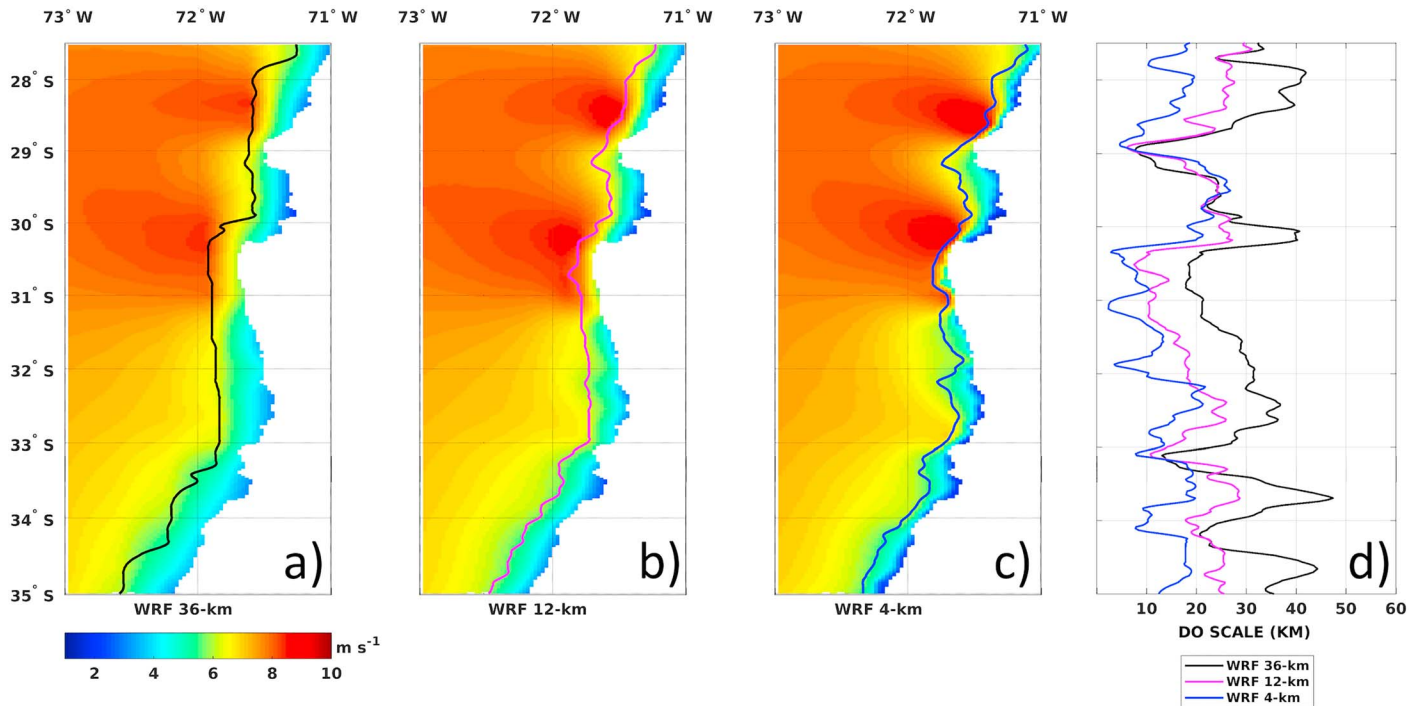 73° W 72° W 71° W 73° W 72° W 71° W 73° W 72° W 71° W
28° S
29° S
30° S
31° S
32° S
33° S
34° S
35° S
a) b) c) d)
WRF 36-km WRF 12-km WRF 4-km
10 20 30 40 50 60
DO SCALE (KM)
2 4 6 8 10 m s⁻¹
WRF 36-km
WRF 12-km
WRF 4-km